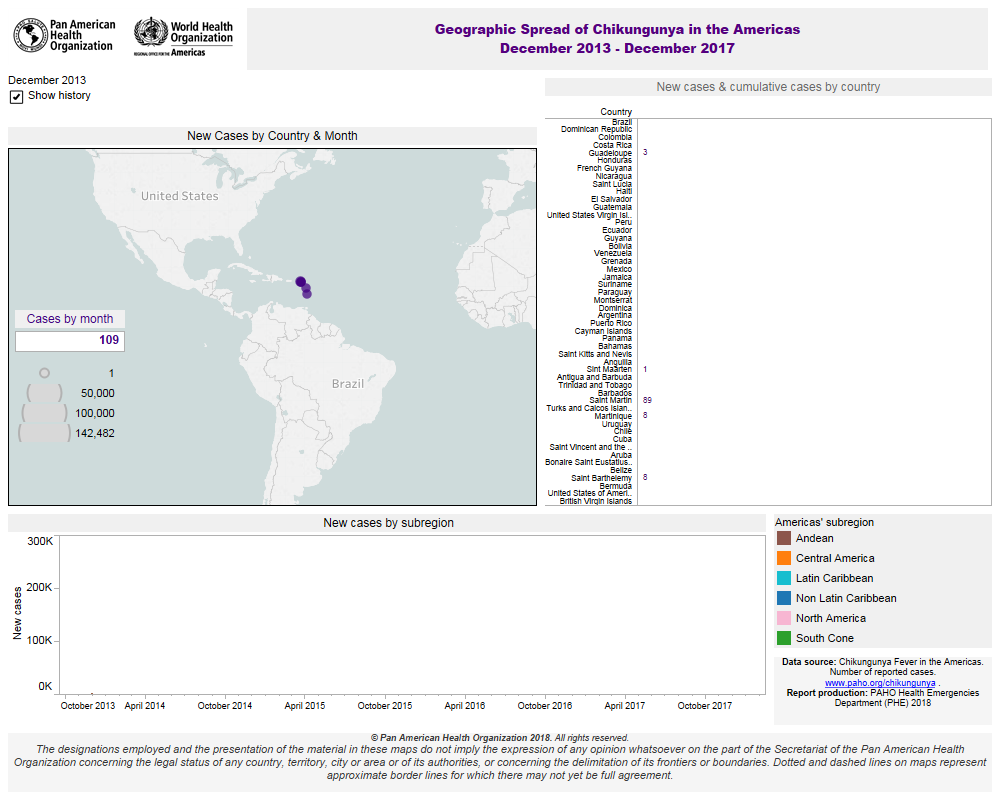 Pan American
Health
Organization
World Health
Organization
REGIONAL OFFICE FOR THE Americas
Geographic Spread of Chikungunya in the Americas
December 2013 - December 2017
December 2013
Show history
New Cases by Country & Month
United States
Brazil
Cases by month
109
1
50,000
100,000
142,482
New cases & cumulative cases by country
Country
Brazil
Dominican Republic
Colombia
Costa Rica
Guadeloupe 3
Honduras
French Guyana
Nicaragua
Saint Lucia
Haiti
El Salvador
Guatemala
United States Virgin Isl..
Peru
Ecuador
Guyana
Bolivia
Venezuela
Grenada
Mexico
Jamaica
Suriname
Paraguay
Montserrat
Dominica
Argentina
Puerto Rico
Cayman Islands
Panama
Bahamas
Saint Kitts and Nevis
Anguilla
Sint Maarten 1
Antigua and Barbuda
Trinidad and Tobago
Barbados
Saint Martin 89
Turks and Caicos Islan..
Martinique 8
Uruguay
Chile
Cuba
Saint Vincent and the ..
Aruba
Bonaire Saint Eustatius..
Belize
Saint Barthelemy 8
Bermuda
United States of Ameri..
British Virgin Islands
New cases by subregion
New cases
300K
200K
100K
0K
October 2013 April 2014 October 2014 April 2015 October 2015 April 2016 October 2016 April 2017 October 2017
Americas' subregion
Andean
Central America
Latin Caribbean
Non Latin Caribbean
North America
South Cone
Data source: Chikungunya Fever in the Americas.
Number of reported cases.
www.paho.org/chikungunya .
Report production: PAHO Health Emergencies
Department (PHE) 2018
© Pan American Health Organization 2018. All rights reserved.
The designations employed and the presentation of the material in these maps do not imply the expression of any opinion whatsoever on the part of the Secretariat of the Pan American Health
Organization concerning the legal status of any country, territory, city or area or of its authorities, or concerning the delimitation of its frontiers or boundaries. Dotted and dashed lines on maps represent
approximate border lines for which there may not yet be full agreement.